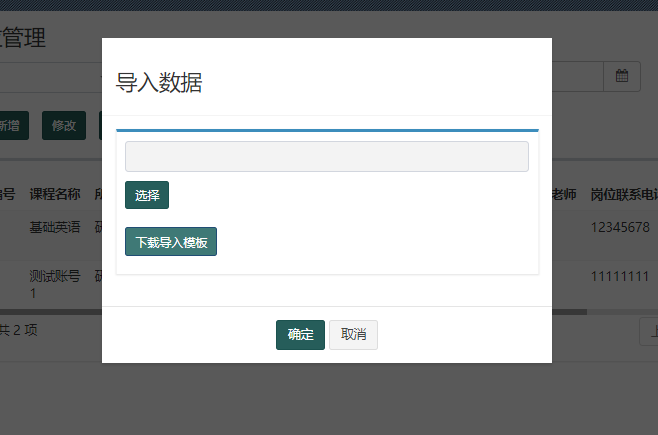 管理
导入数据
新增
修改
选择
下载导入模板
编号
课程名称
老师
岗位联系电话
基础英语
12345678
测试账号
1
11111111
共 2 项
确定
取消